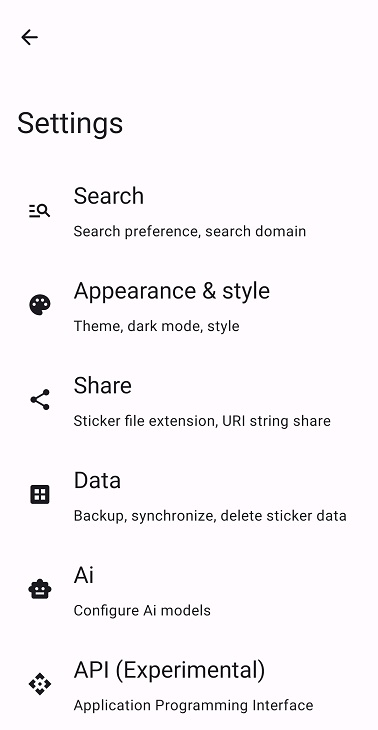 Settings
Search
Search preference, search domain
Appearance & style
Theme, dark mode, style
Share
Sticker file extension, URI string share
Data
Backup, synchronize, delete sticker data
Ai
Configure Ai models
API (Experimental)
Application Programming Interface